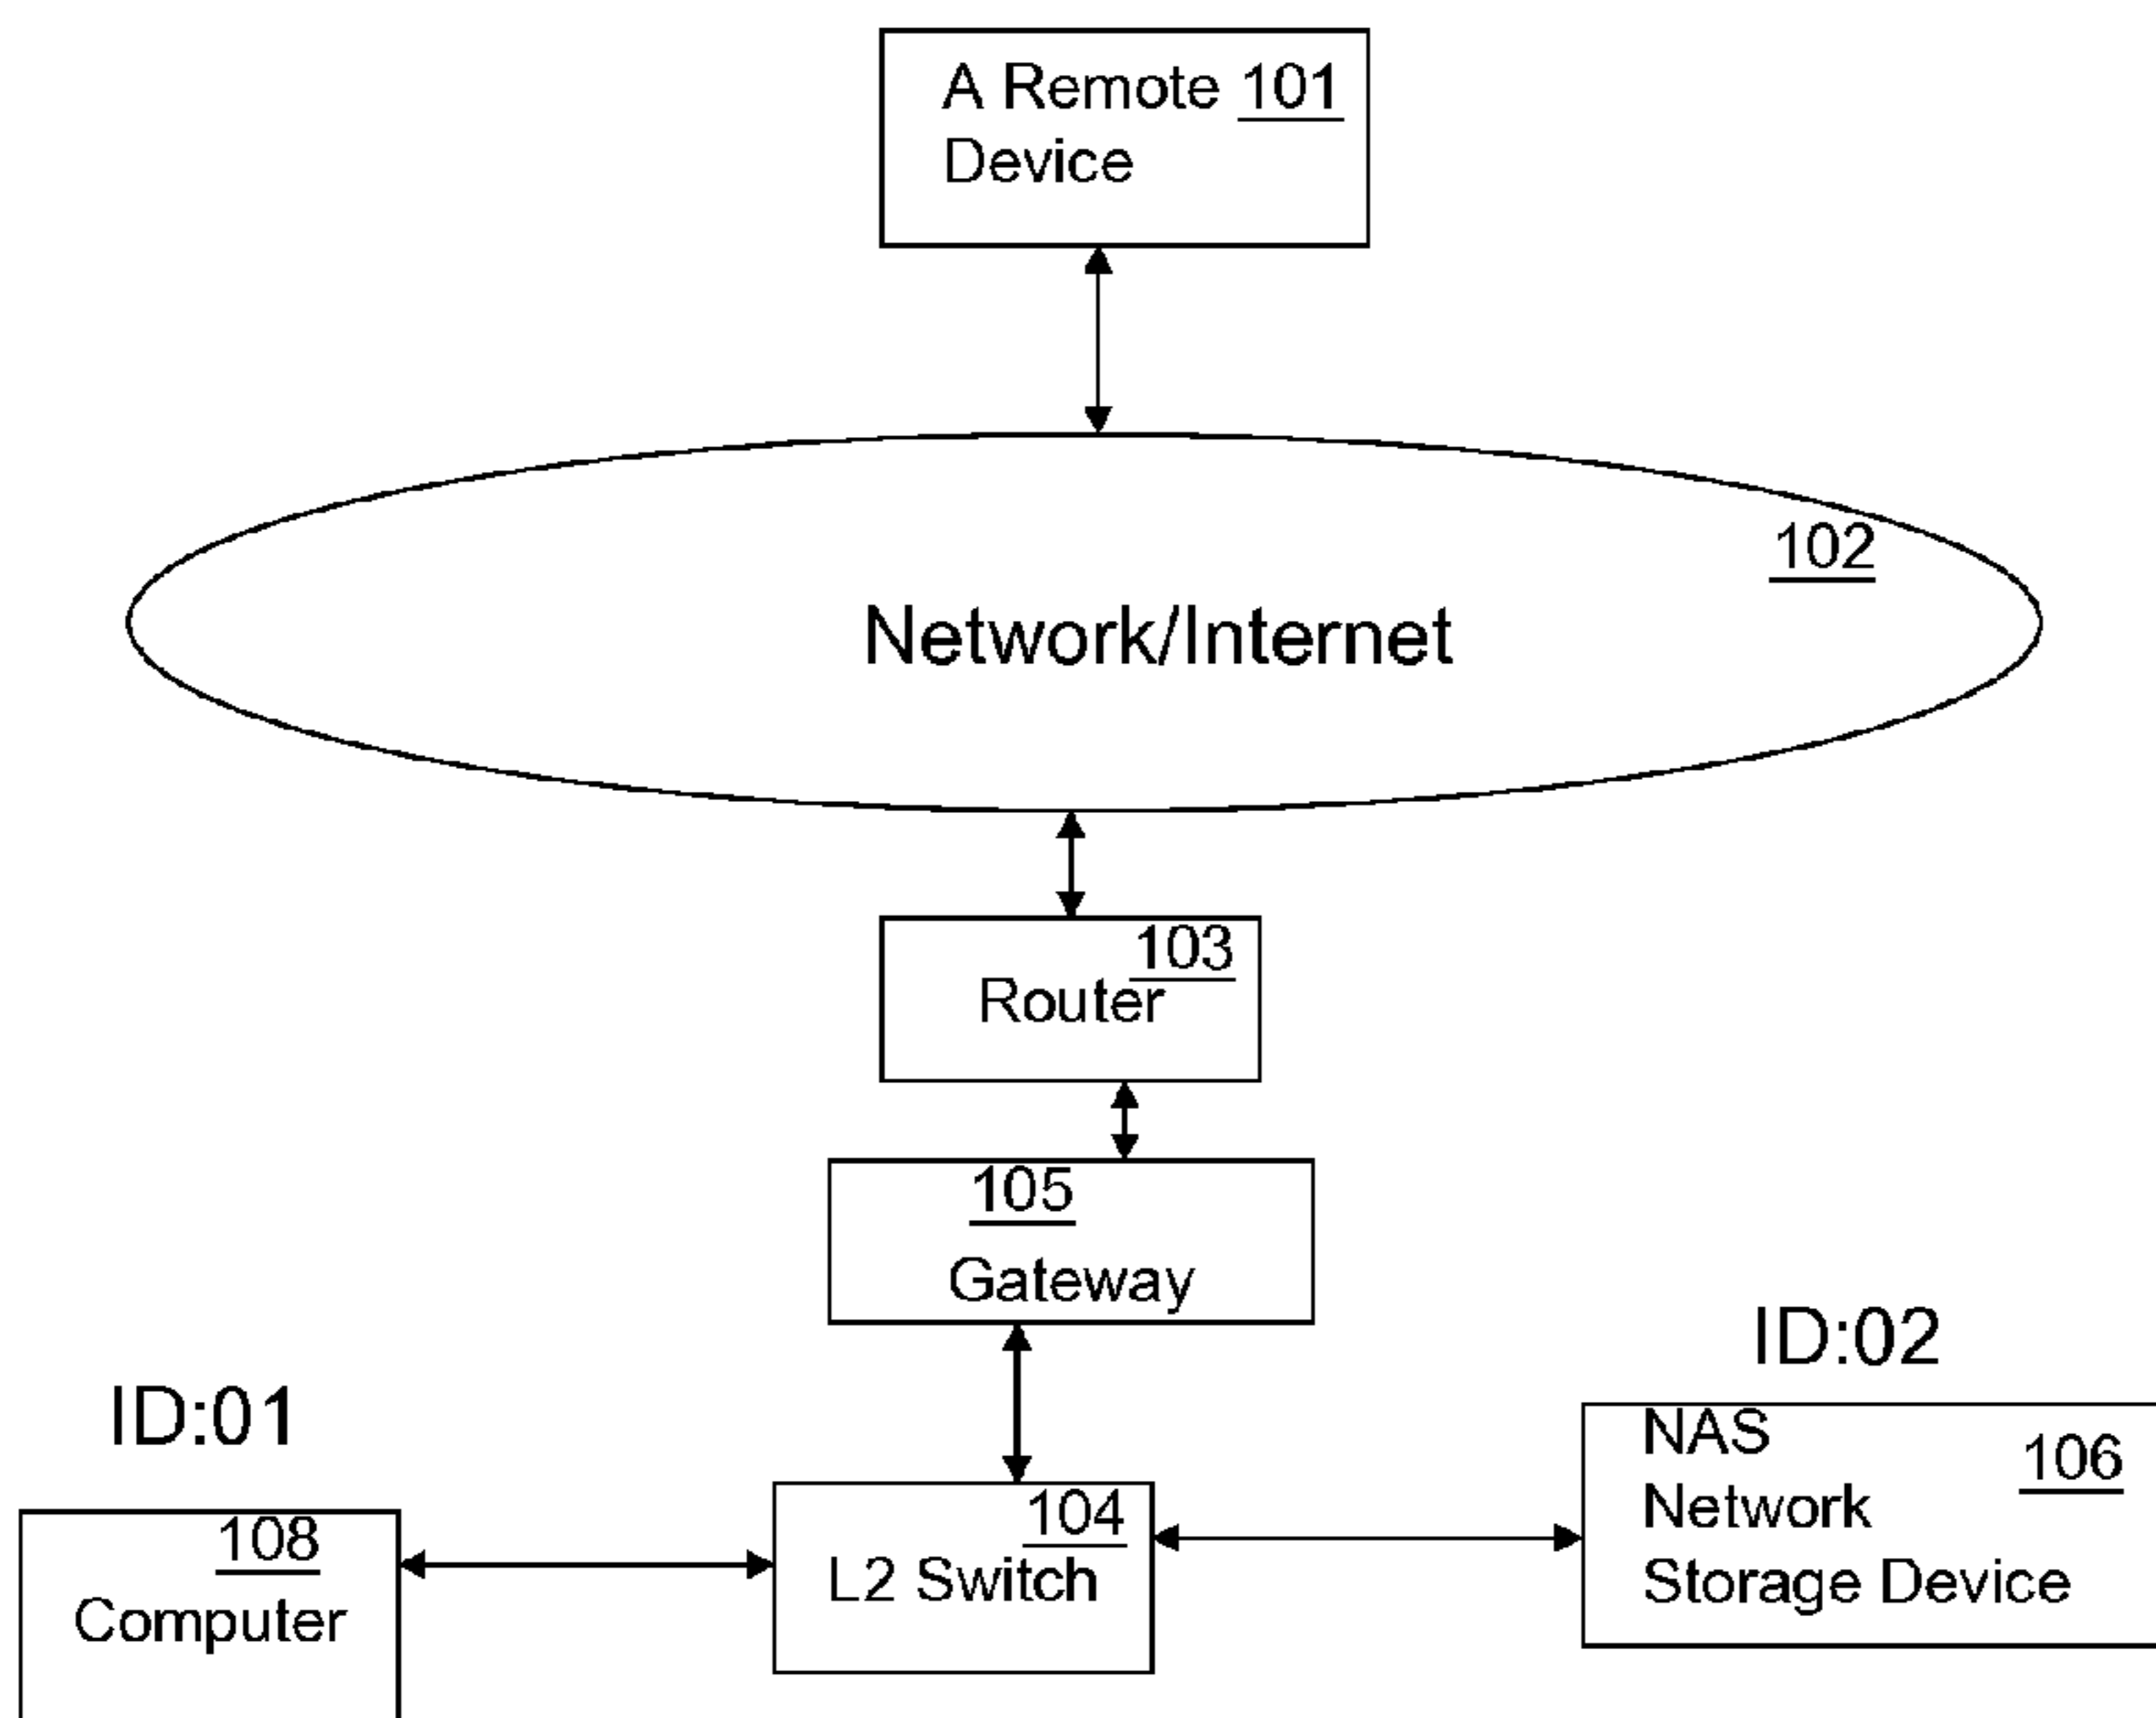 A Remote 101
Device
102
Network/Internet
103
Router
105
Gateway
ID:01
108
Computer
104
L2 Switch
ID:02
NAS
106
Network
Storage Device